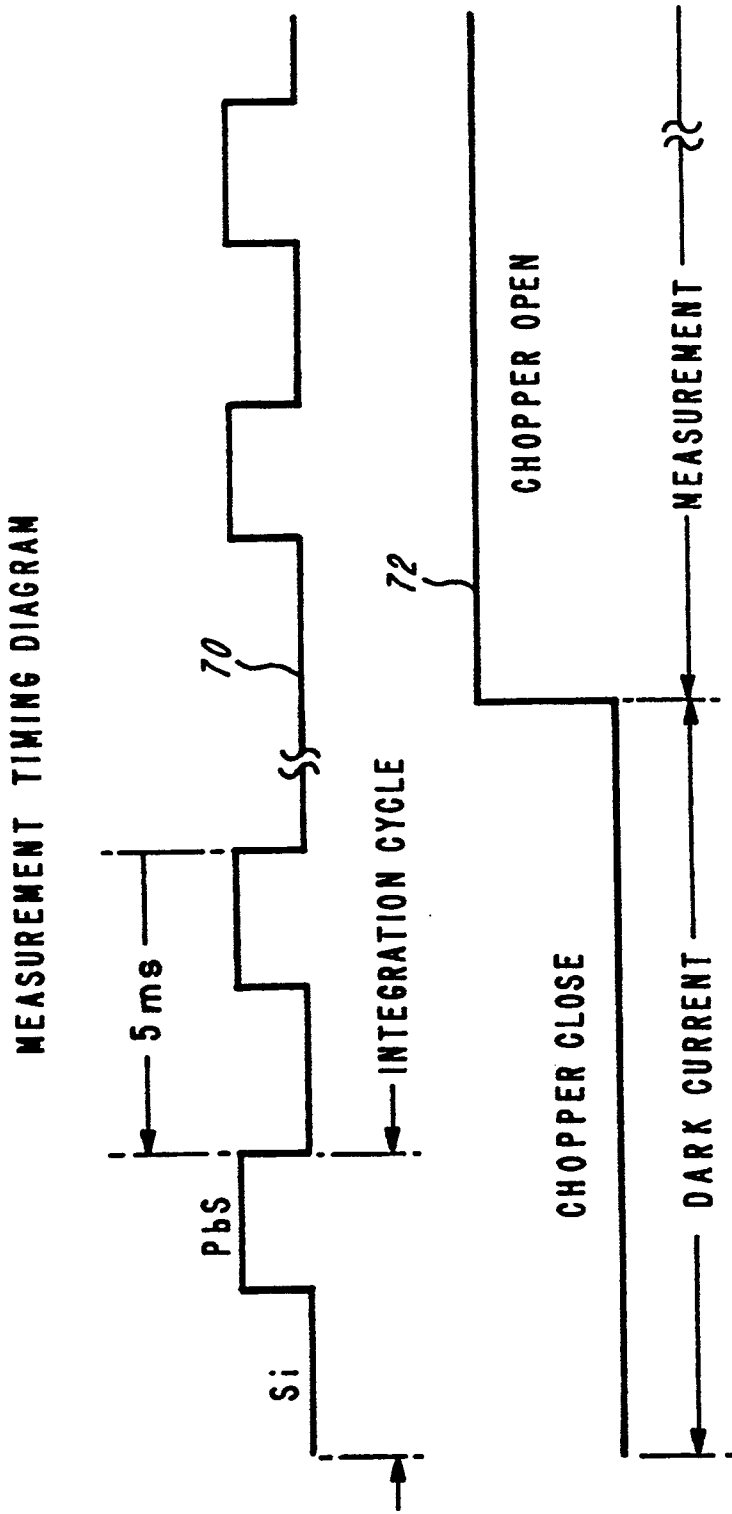 MEASUREMENT TIMING DIAGRAM
5 ms
PbS
Si
70
INTEGRATION CYCLE
72
CHOPPER CLOSE
CHOPPER OPEN
DARK CURRENT
MEASUREMENT